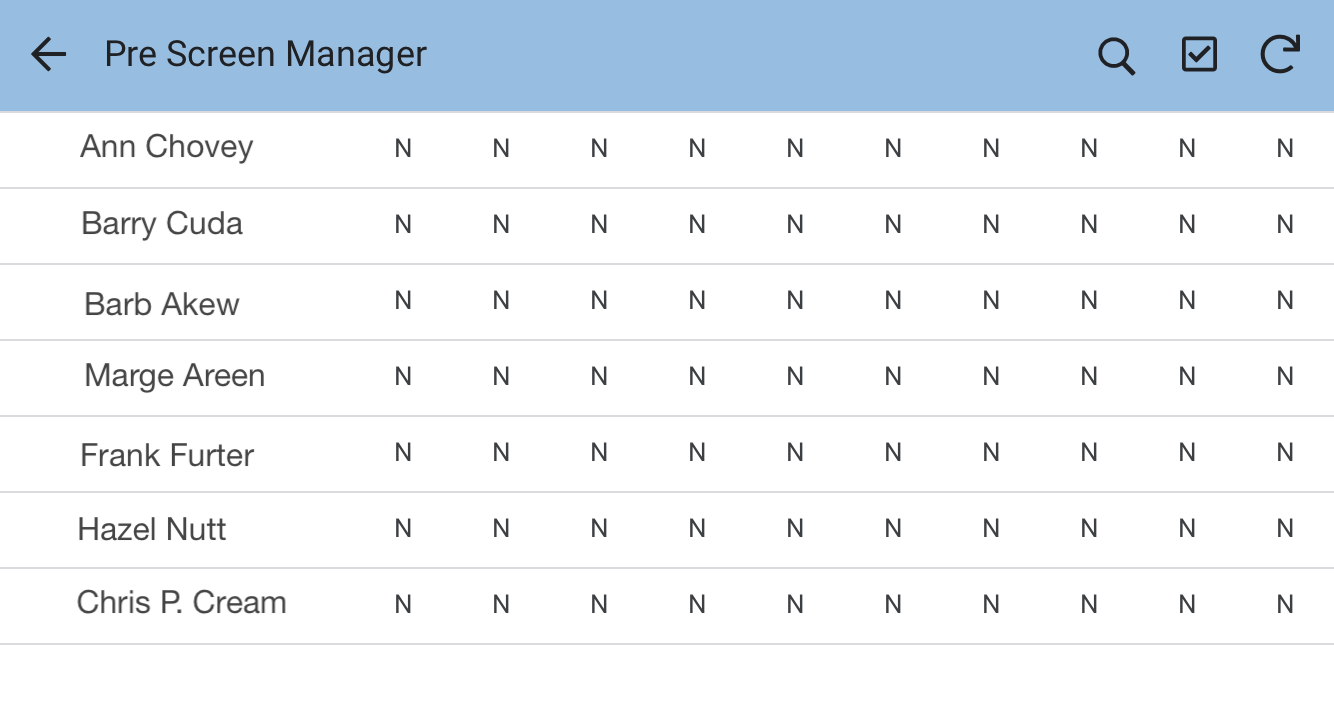 Pre Screen Manager
Ann Chovey N N N N N N N N N N
Barry Cuda N N N N N N N N N N
Barb Akew N N N N N N N N N N
Marge Areen N N N N N N N N N N
Frank Furter N N N N N N N N N N
Hazel Nutt N N N N N N N N N N
Chris P. Cream N N N N N N N N N N